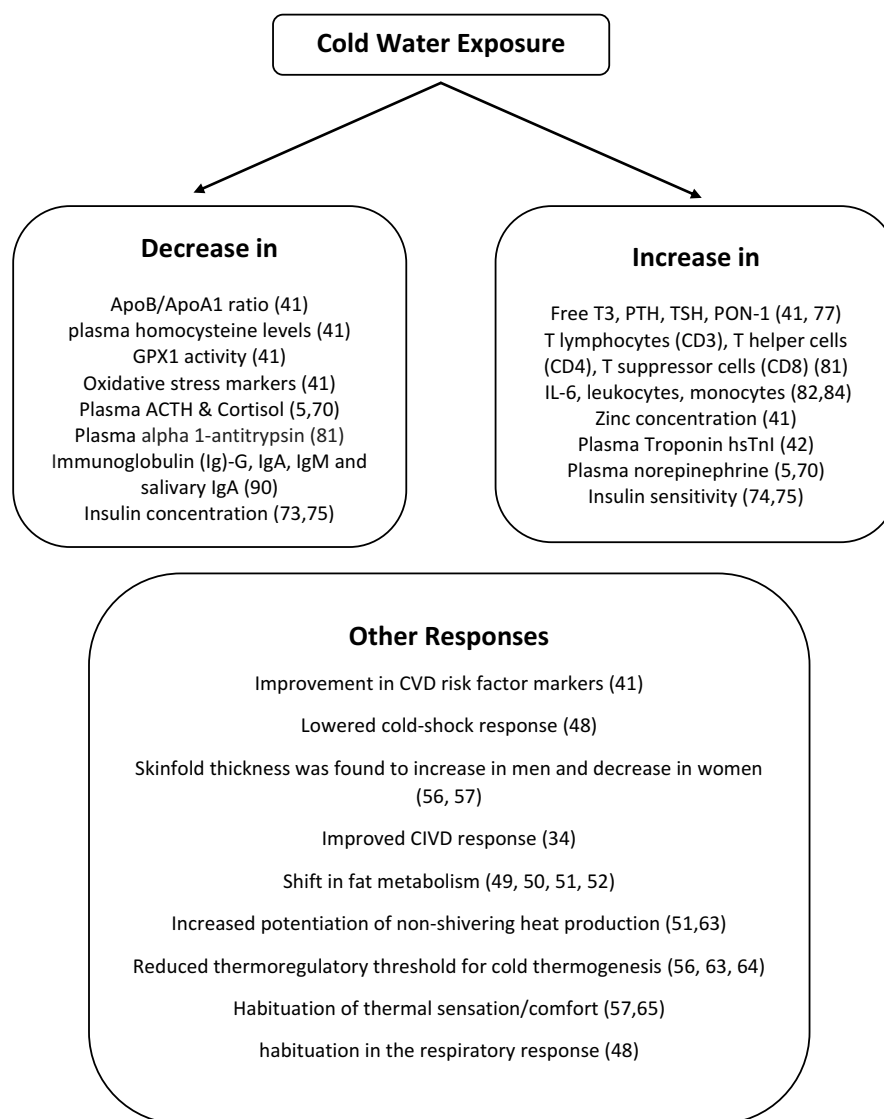 Cold Water Exposure
Decrease in
ApoB/ApoA1 ratio (41)
plasma homocysteine levels (41)
GPX1 activity (41)
Oxidative stress markers (41)
Plasma ACTH & Cortisol (5,70)
Plasma alpha 1-antitrypsin (81)
Immunoglobulin (Ig)-G, IgA, IgM and
salivary IgA (90)
Insulin concentration (73,75)
Increase in
Free T3, PTH, TSH, PON-1 (41, 77)
T lymphocytes (CD3), T helper cells
(CD4), T suppressor cells (CD8) (81)
IL-6, leukocytes, monocytes (82,84)
Zinc concentration (41)
Plasma Troponin hsTnI (42)
Plasma norepinephrine (5,70)
Insulin sensitivity (74,75)
Other Responses
Improvement in CVD risk factor markers (41)
Lowered cold-shock response (48)
Skinfold thickness was found to increase in men and decrease in women
(56, 57)
Improved CIVD response (34)
Shift in fat metabolism (49, 50, 51, 52)
Increased potentiation of non-shivering heat production (51,63)
Reduced thermoregulatory threshold for cold thermogenesis (56, 63, 64)
Habituation of thermal sensation/comfort (57,65)
habituation in the respiratory response (48)